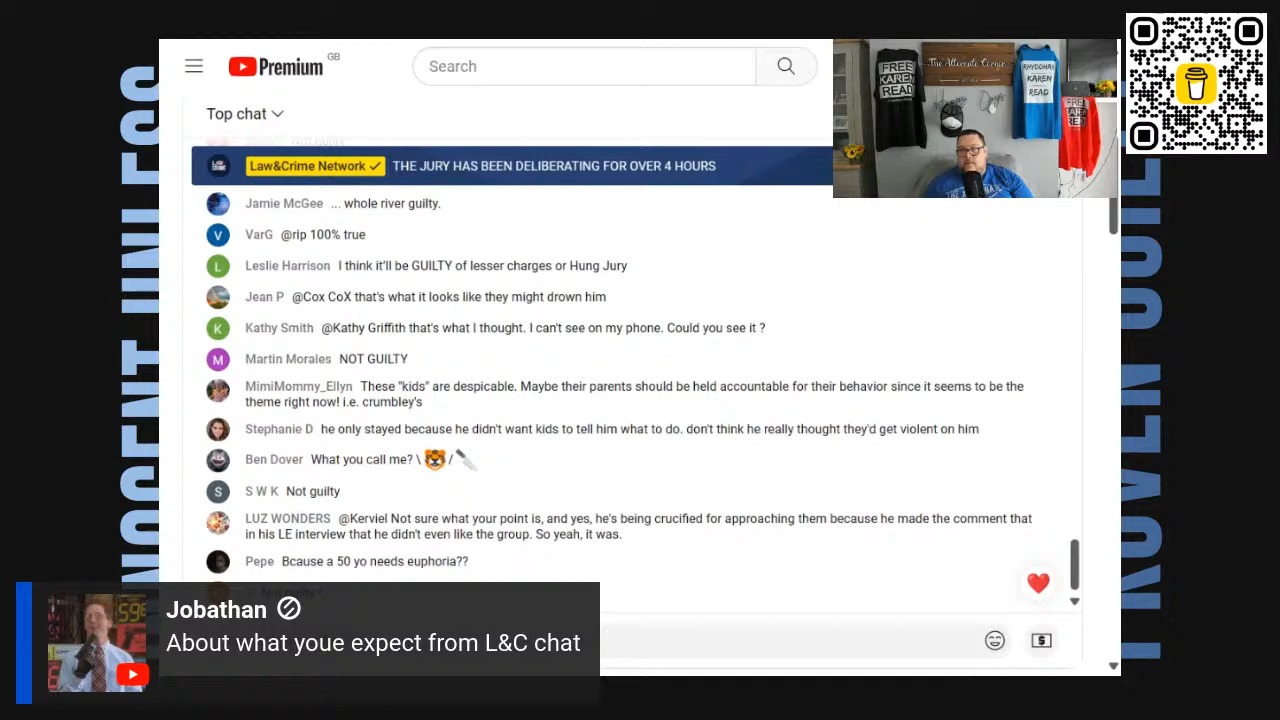 GB
Premium
Search
Top chat
Law&Crime Network THE JURY HAS BEEN DELIBERATING FOR OVER 4 HOURS
Jamie McGee ... whole river guilty.
VarG @rip 100% true
Leslie Harrison I think it'll be GUILTY of lesser charges or Hung Jury
Jean P @Cox CoX that's what it looks like they might drown him
Kathy Smith @Kathy Griffith that's what I thought. I can't see on my phone. Could you see it ?
Martin Morales NOT GUILTY
MimiMommy_Ellyn These "kids" are despicable. Maybe their parents should be held accountable for their behavior since it seems to be the
theme right now! i.e. crumbley's
Stephanie D he only stayed because he didn't want kids to tell him what to do. don't think he really thought they'd get violent on him
Ben Dover What you call me? \ 🐯 / 🔪
S W K Not guilty
LUZ WONDERS @Kerviel Not sure what your point is, and yes, he's being crucified for approaching them because he made the comment that
in his LE interview that he didn't even like the group. So yeah, it was.
Pepe Bcause a 50 yo needs euphoria??
Jobathan
About what youe expect from L&C chat
The Alternate Corner
FREE
KAREN
READ
KAREN
READ
FREE
KAREN
READ